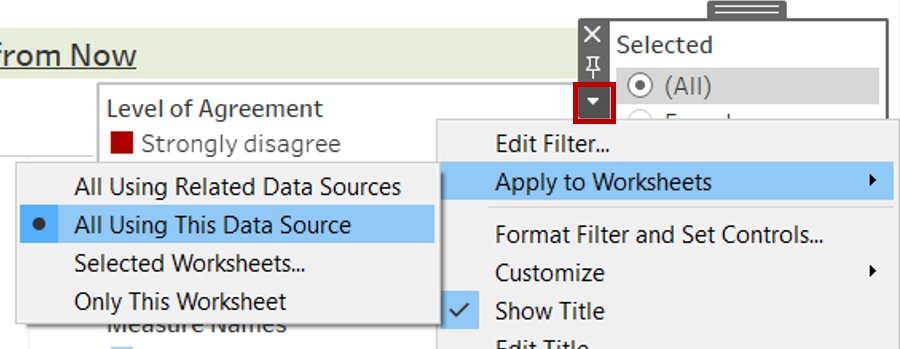 from Now
Selected
(All)
Level of Agreement
Strongly disagree
Edit Filter...
Apply to Worksheets
Format Filter and Set Controls...
Customize
Show Title
Edit Title
All Using Related Data Sources
All Using This Data Source
Selected Worksheets...
Only This Worksheet
Measure Names